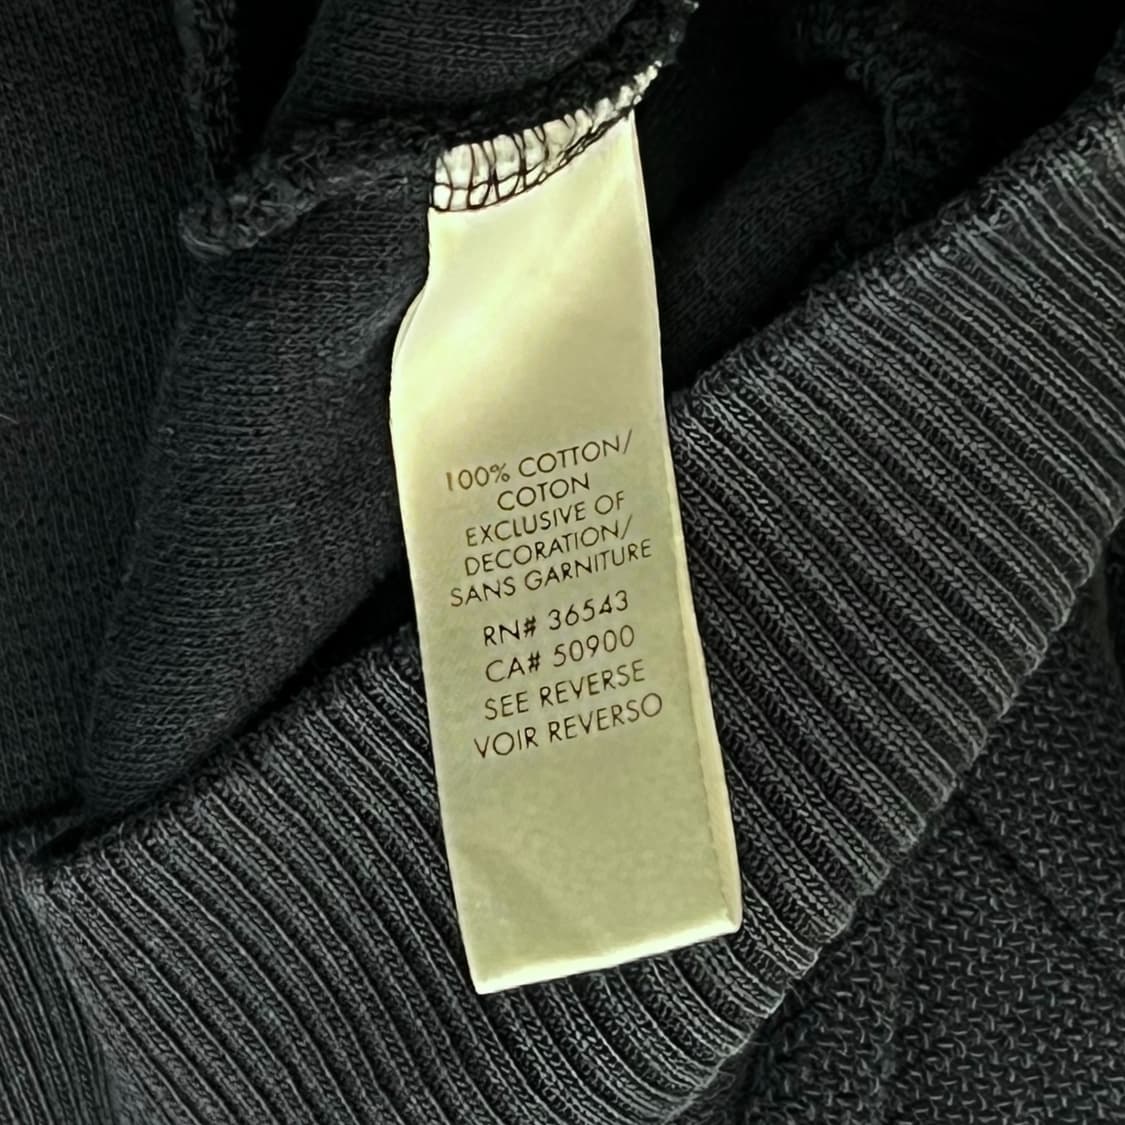 100% COTTON/
COTON
EXCLUSIVE OF
DECORATION/
SANS GARNITURE
RN# 36543
CA# 50900
SEE REVERSE
VOIR REVERSO